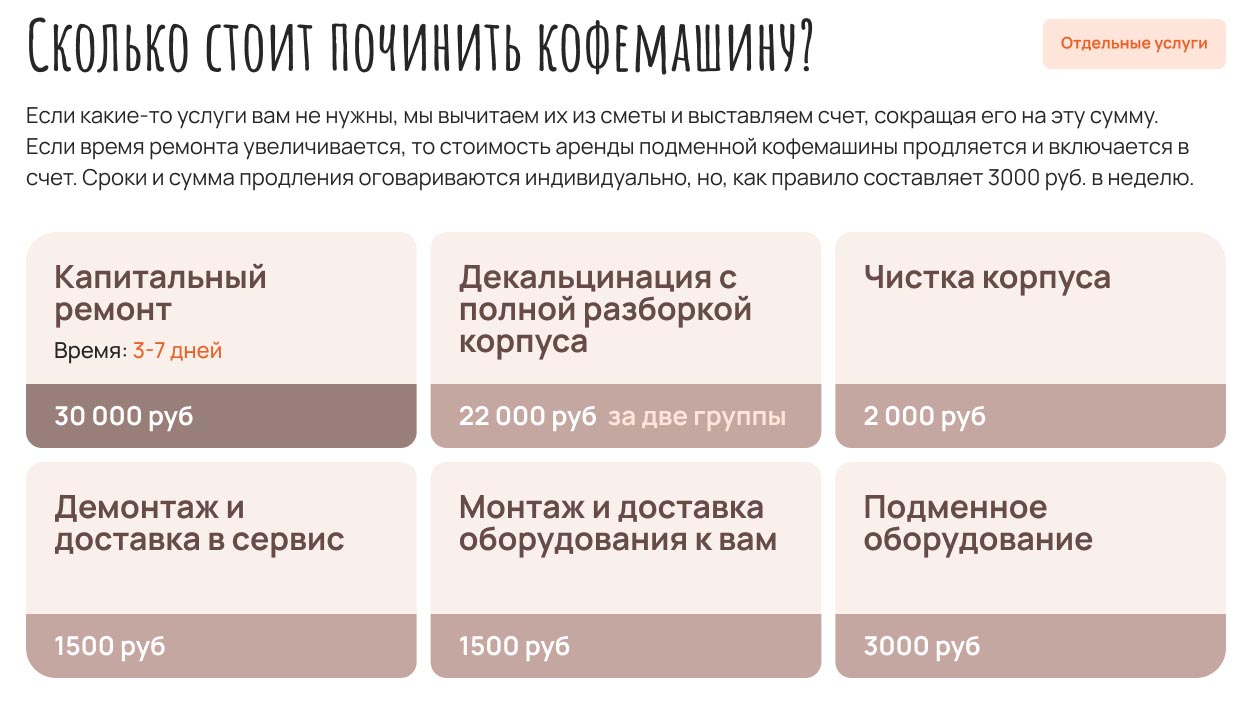 Сколько стоит починить кофемашину?
Отдельные услуги
Если какие-то услуги вам не нужны, мы вычитаем их из сметы и выставляем счет, сокращая его на эту сумму.
Если время ремонта увеличивается, то стоимость аренды подменной кофемашины продляется и включается в
счет. Сроки и сумма продления оговариваются индивидуально, но, как правило составляет 3000 руб. в неделю.
Капитальный
ремонт
Время: 3-7 дней
30 000 руб
Декальцинация с
полной разборкой
корпуса
22 000 руб за две группы
Чистка корпуса
2 000 руб
Демонтаж и
доставка в сервис
1500 руб
Монтаж и доставка
оборудования к вам
1500 руб
Подменное
оборудование
3000 руб